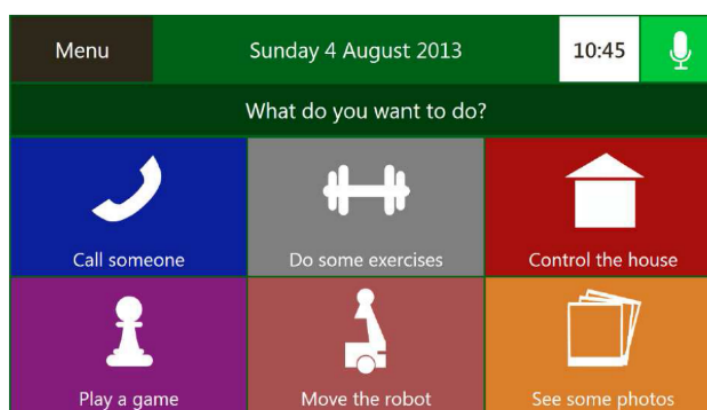 Menu
Sunday 4 August 2013
10:45
What do you want to do?
Call someone
Do some exercises
Control the house
Play a game
Move the robot
See some photos